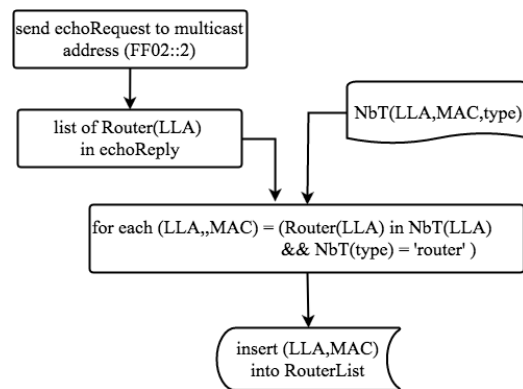 send echoRequest to multicast
address (FF02::2)
list of Router(LLA)
in echoReply
NbT(LLA,MAC,type)
for each (LLA,,MAC) = (Router(LLA) in NbT(LLA)
&& NbT(type) = 'router' )
insert (LLA,MAC)
into RouterList